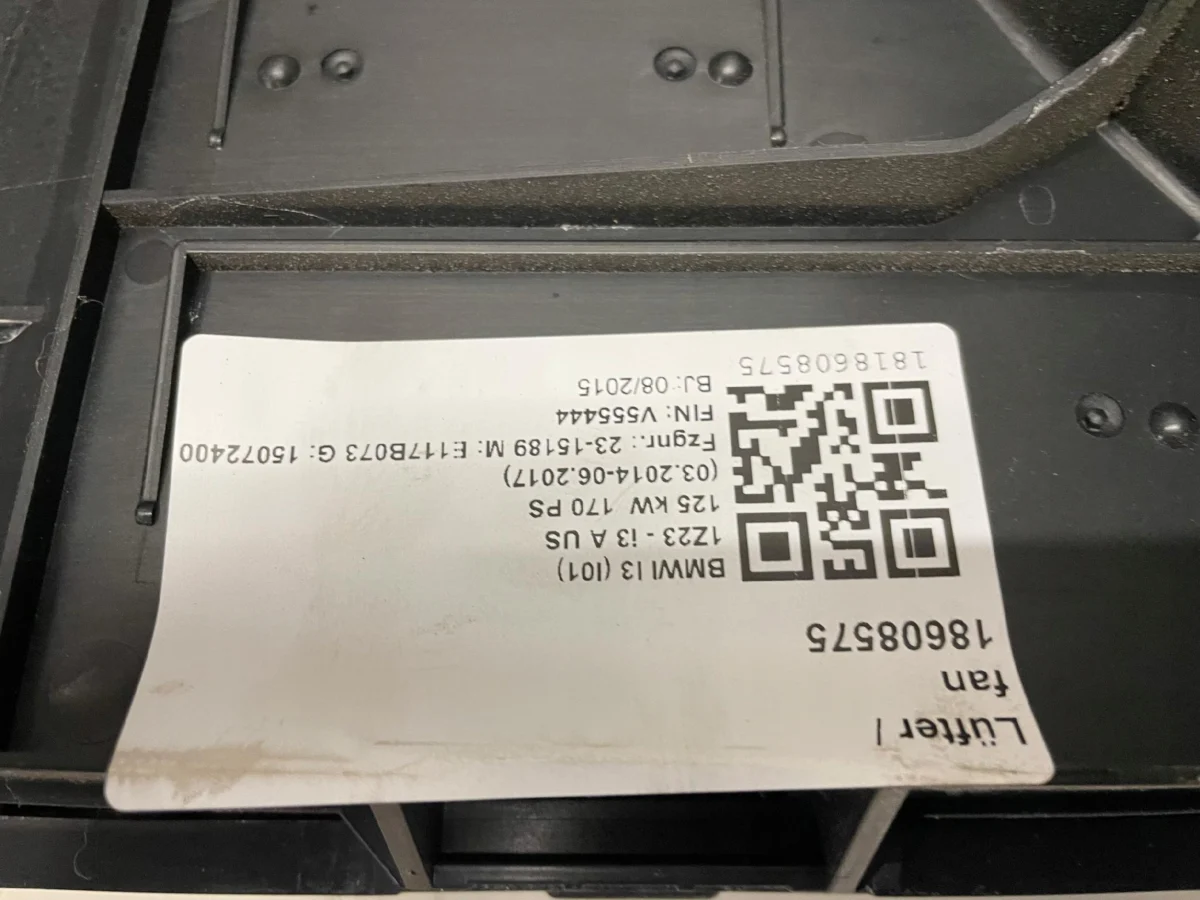 Lüfter /
fan
18608575
BMWI I3 (I01)
1Z23 - i3 A US
125 kW 170 PS
(03.2014-06.2017)
Fzgnr.: 23-15189 M: E117B073 G: 15072400
FIN: V555444
BJ: 08/2015
1818608575